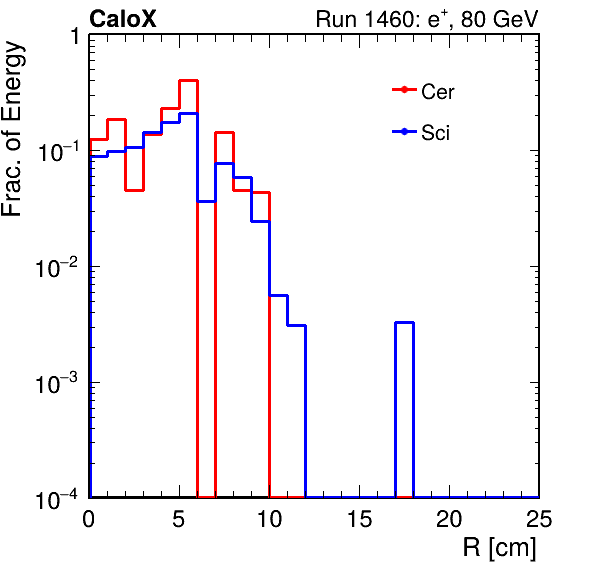 CaloX Run 1460: e⁺, 80 GeV
Frac. of Energy
1
10⁻¹
10⁻²
10⁻³
10⁻⁴
Cer
Sci
0 5 10 15 20 25
R [cm]